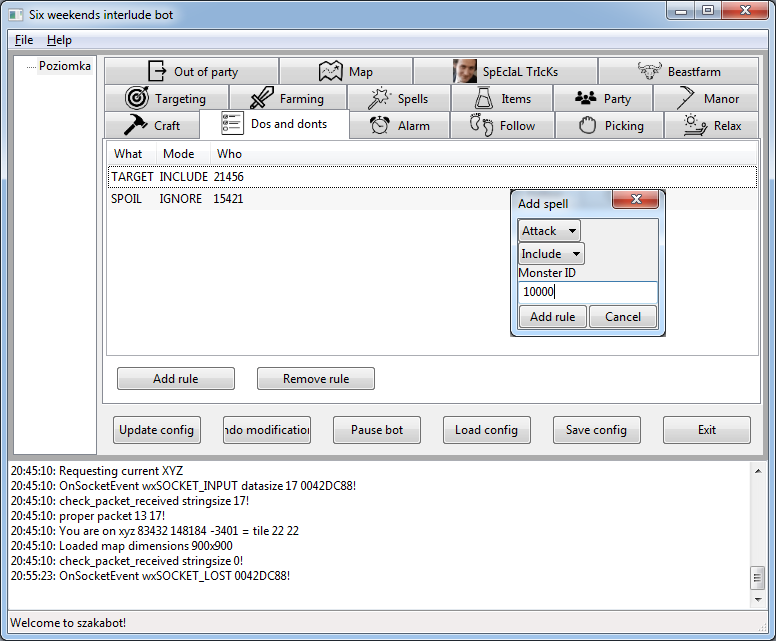 Six weekends interlude bot
File Help
Poziomka
Out of party Map SpEcIaL TrIcKs Beastfarm
Targeting Farming Spells Items Party Manor
Craft Dos and donts Alarm Follow Picking Relax
What Mode Who
TARGET INCLUDE 21456
SPOIL IGNORE 15421
Add spell
Attack
Include
Monster ID
10000
Add rule Cancel
Add rule Remove rule
Update config ndo modification Pause bot Load config Save config Exit
20:45:10: Requesting current XYZ
20:45:10: OnSocketEvent wxSOCKET_INPUT datasize 17 0042DC88!
20:45:10: check_packet_received stringsize 17!
20:45:10: proper packet 13 17!
20:45:10: You are on xyz 83432 148184 -3401 = tile 22 22
20:45:10: Loaded map dimensions 900x900
20:45:10: check_packet_received stringsize 0!
20:55:23: OnSocketEvent wxSOCKET_LOST 0042DC88!
Welcome to szakabot!